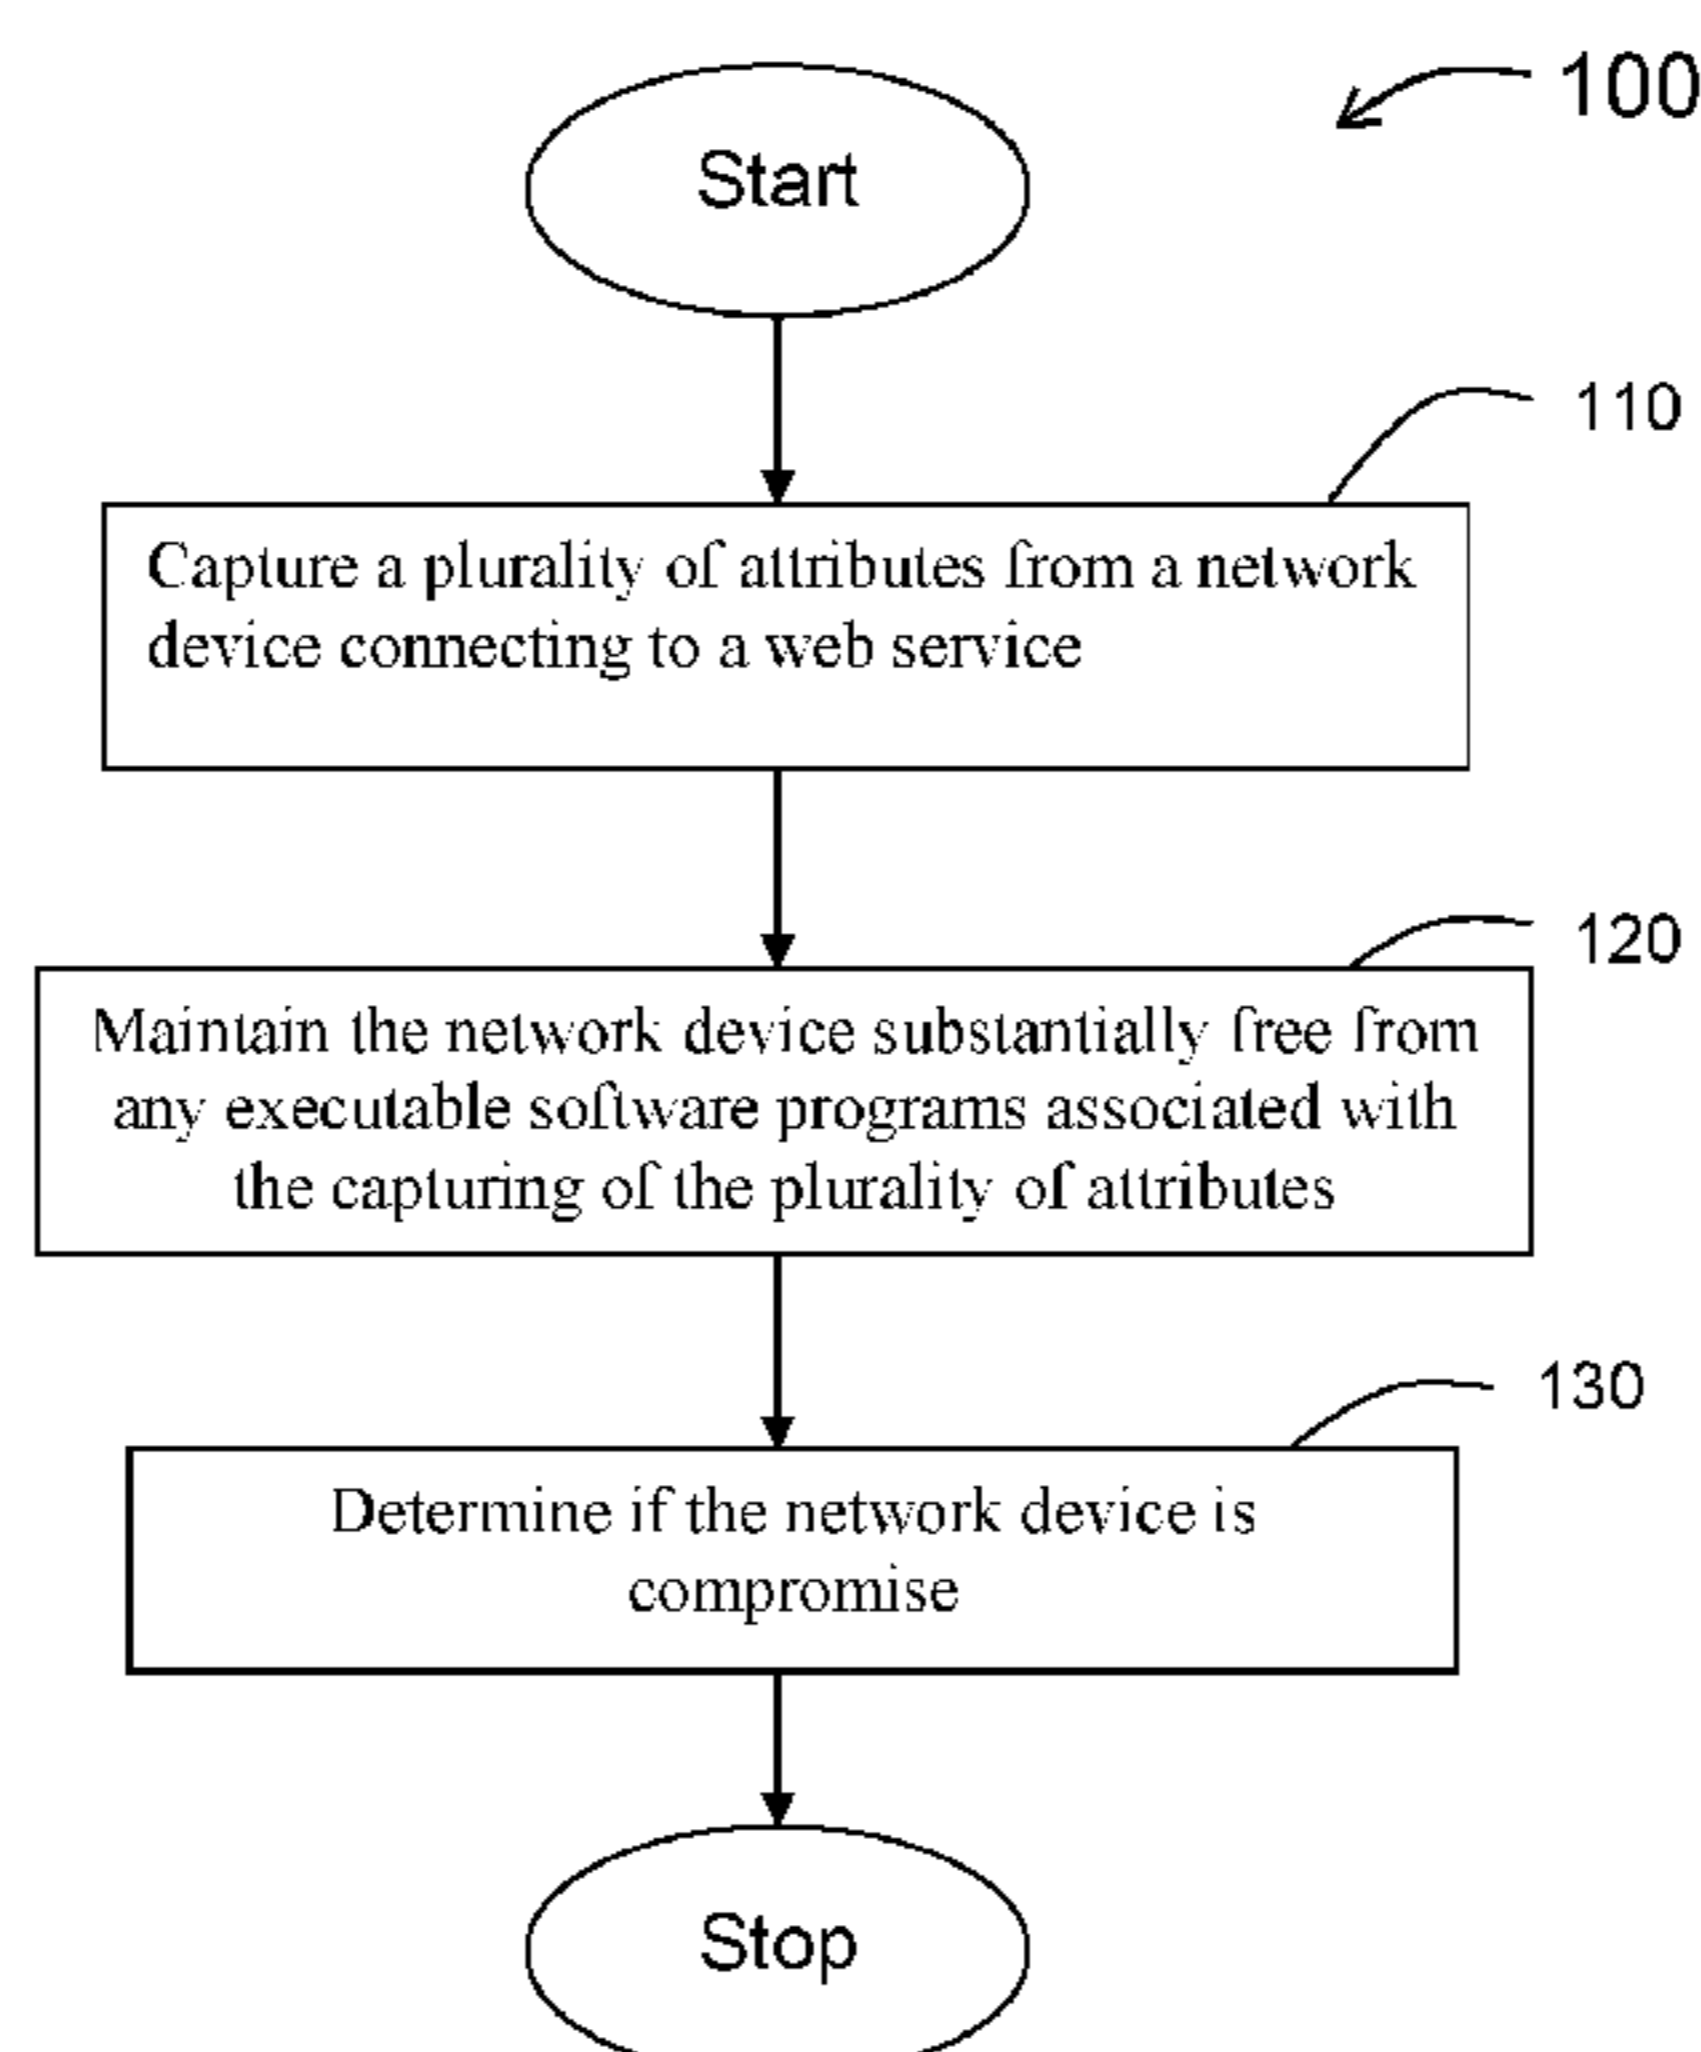 100
Start
110
Capture a plurality of attributes from a network
device connecting to a web service
120
Maintain the network device substantially free from
any executable software programs associated with
the capturing of the plurality of attributes
130
Determine if the network device is
compromise
Stop